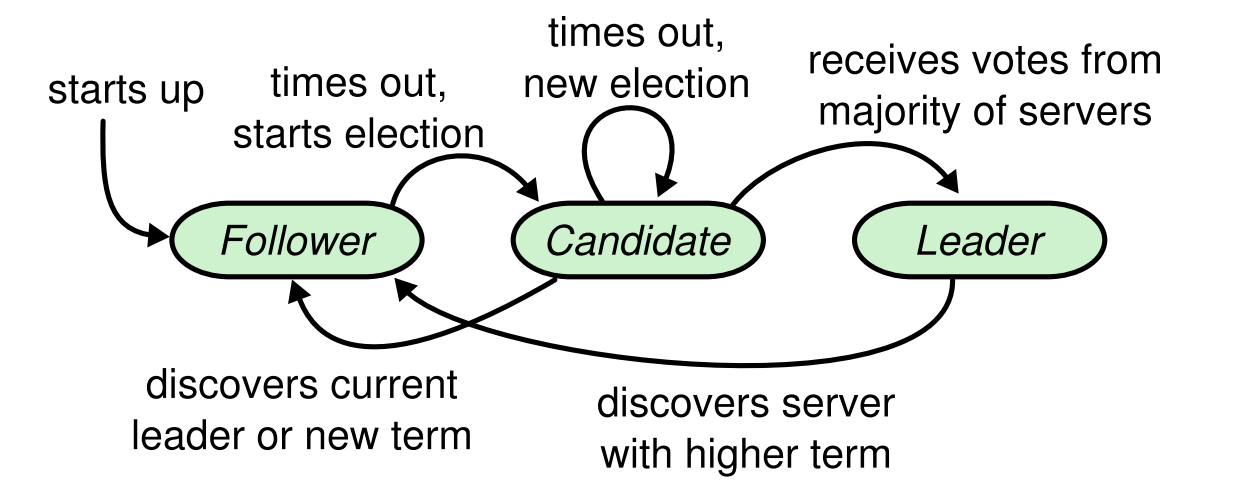 starts up
times out,
starts election
times out,
new election
receives votes from
majority of servers
Follower
Candidate
Leader
discovers current
leader or new term
discovers server
with higher term